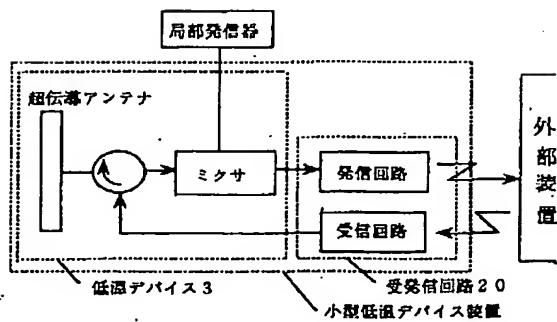 局部発信器
超伝導アンテナ
ミクサ
発信回路
受信回路
外部装置
低温デバイス3
受発信回路20
小型低温デバイス装置